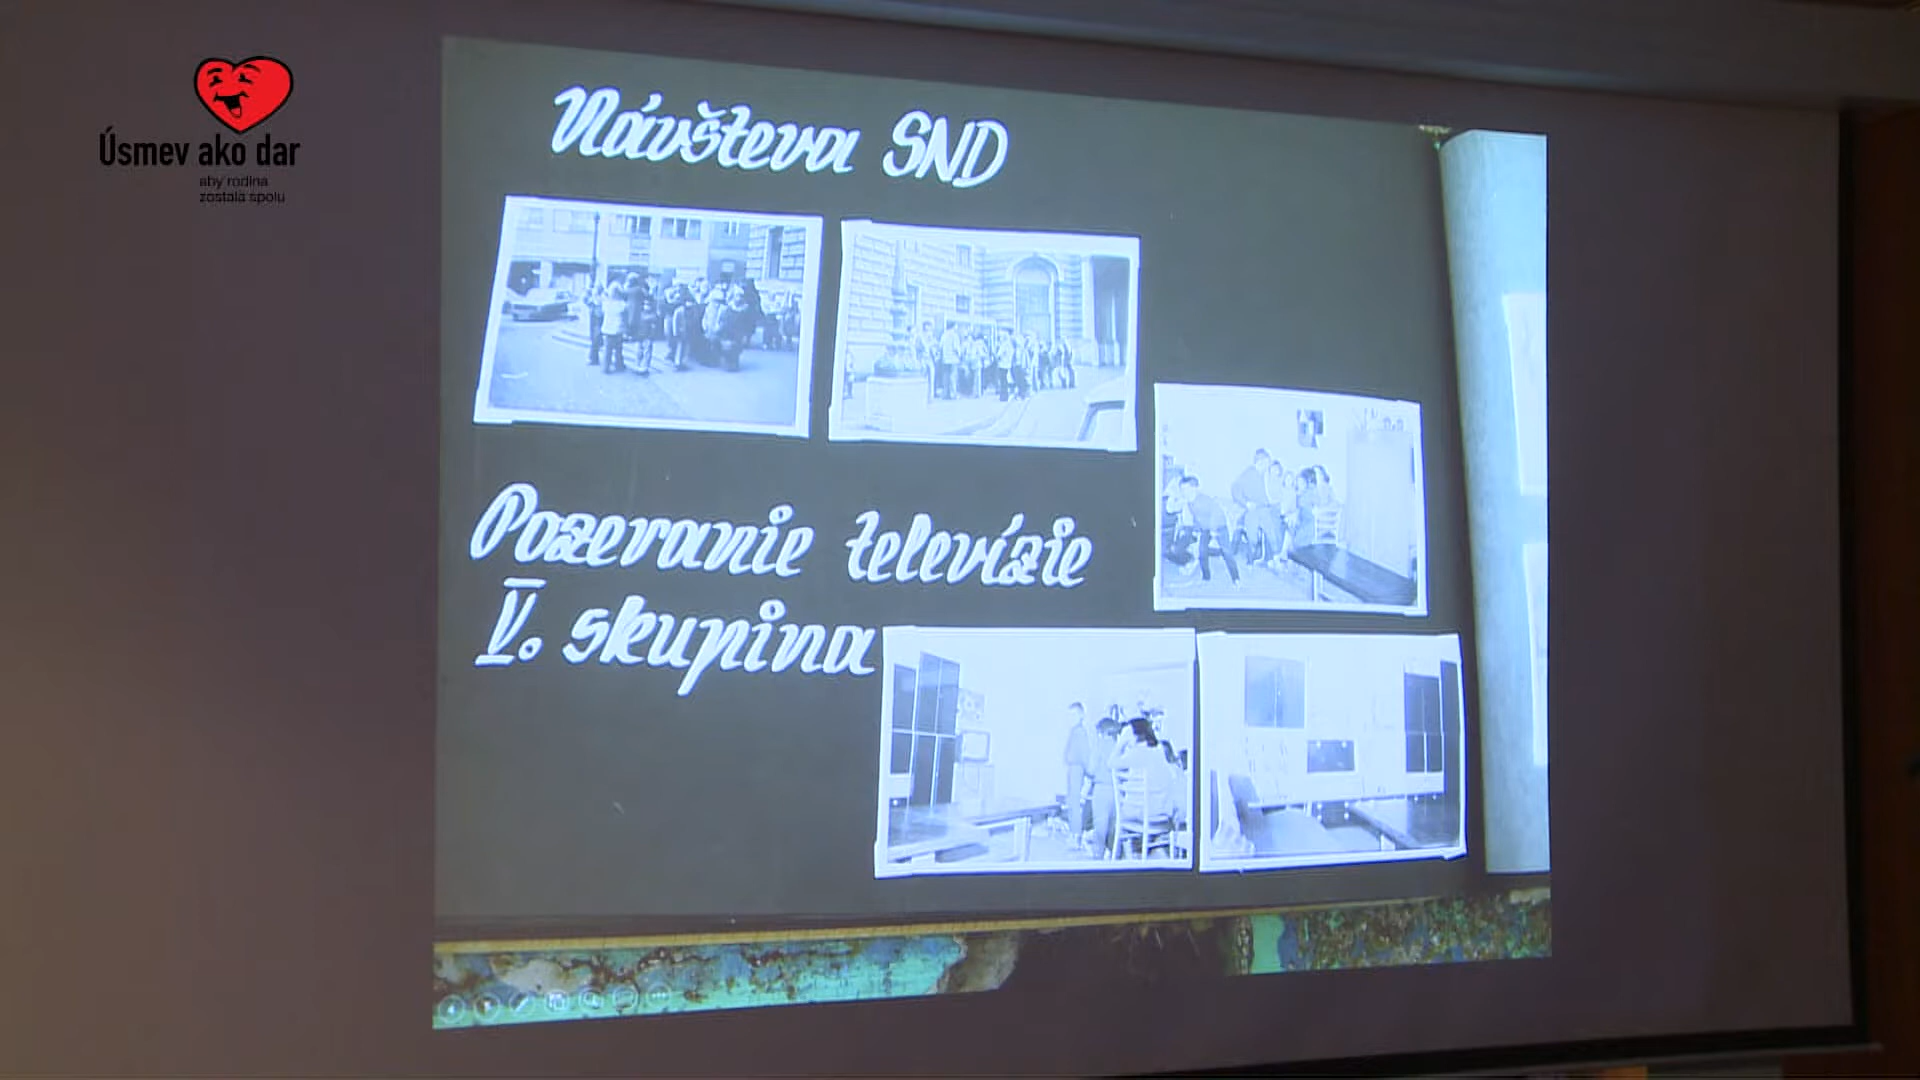 Úsmev ako dar
aby rodina
zostala spolu
Návšteva SND
Pozeranie televízie
V. skupina